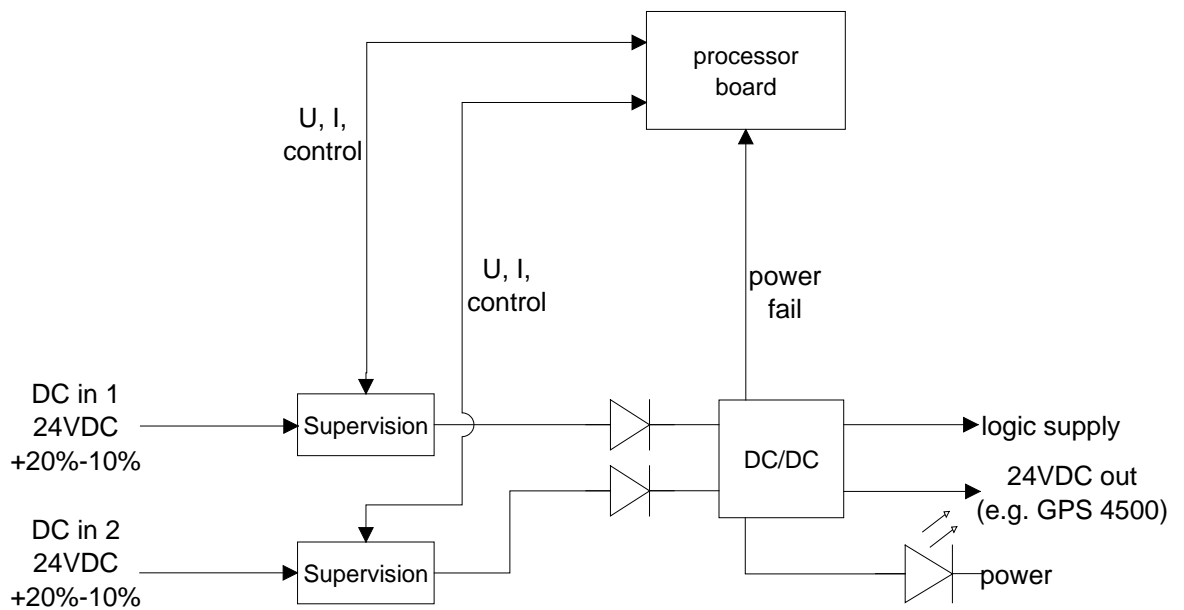 processor
board
U, I,
control
U, I,
control
power
fail
DC in 1
24VDC
+20%-10%
Supervision
DC/DC
logic supply
24VDC out
(e.g. GPS 4500)
DC in 2
24VDC
+20%-10%
Supervision
power